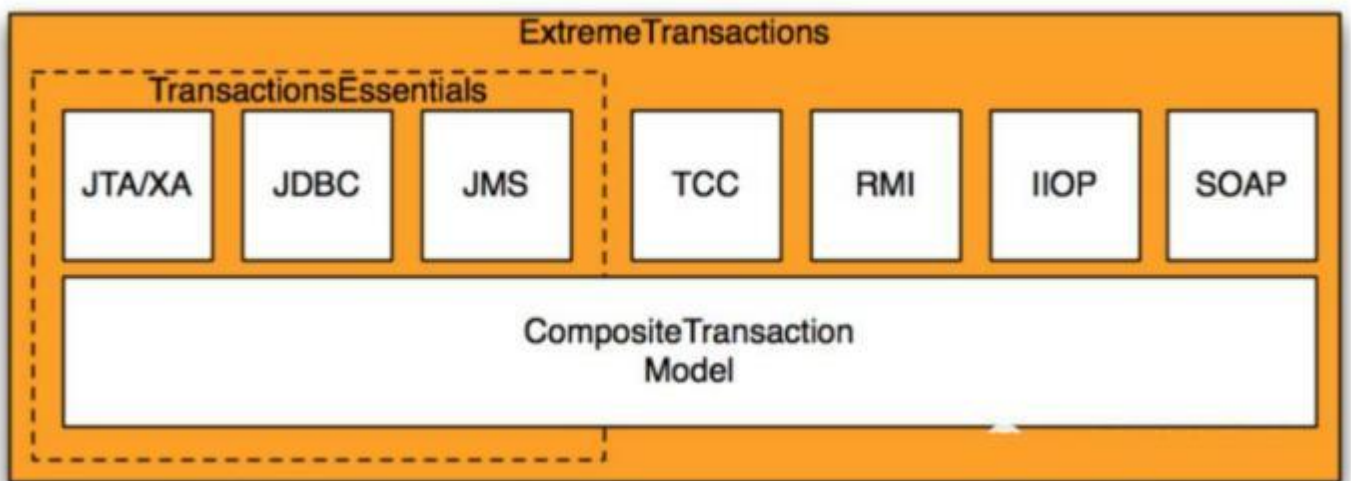 ExtremeTransactions
TransactionsEssentials
JTA/XA
JDBC
JMS
TCC
RMI
IIOP
SOAP
CompositeTransaction
Model